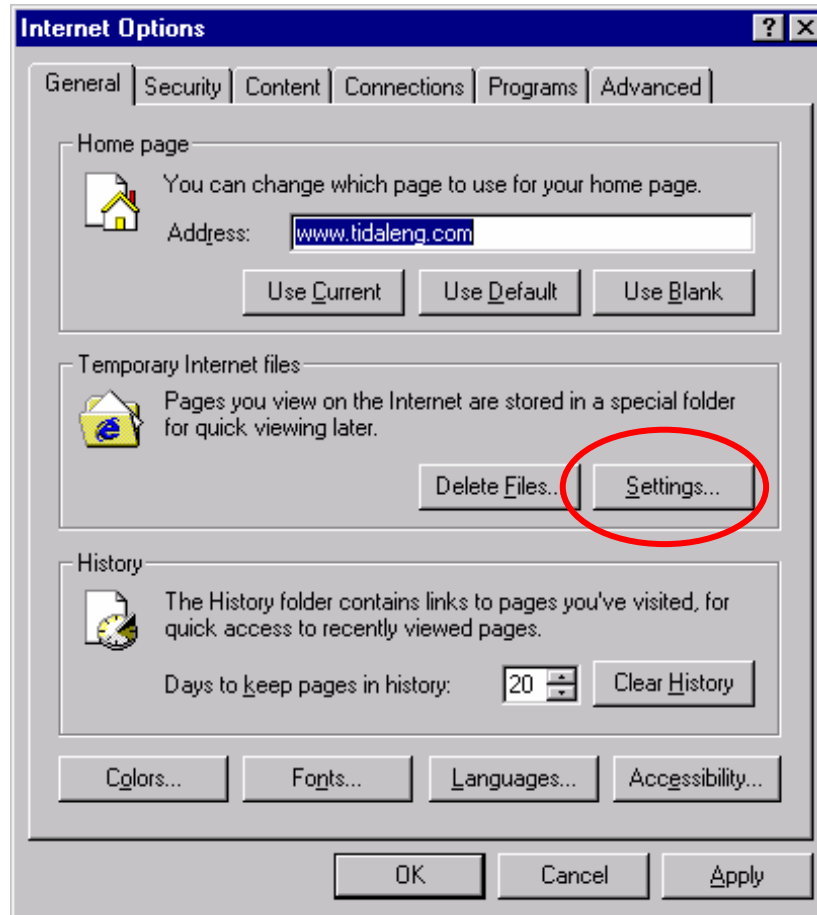 Internet Options
General Security Content Connections Programs Advanced
Home page
You can change which page to use for your home page.
Address: www.tidaleng.com
Use Current Use Default Use Blank
Temporary Internet files
Pages you view on the Internet are stored in a special folder
for quick viewing later.
Delete Files... Settings...
History
The History folder contains links to pages you've visited, for
quick access to recently viewed pages.
Days to keep pages in history: 20 Clear History
Colors... Fonts... Languages... Accessibility...
OK Cancel Apply